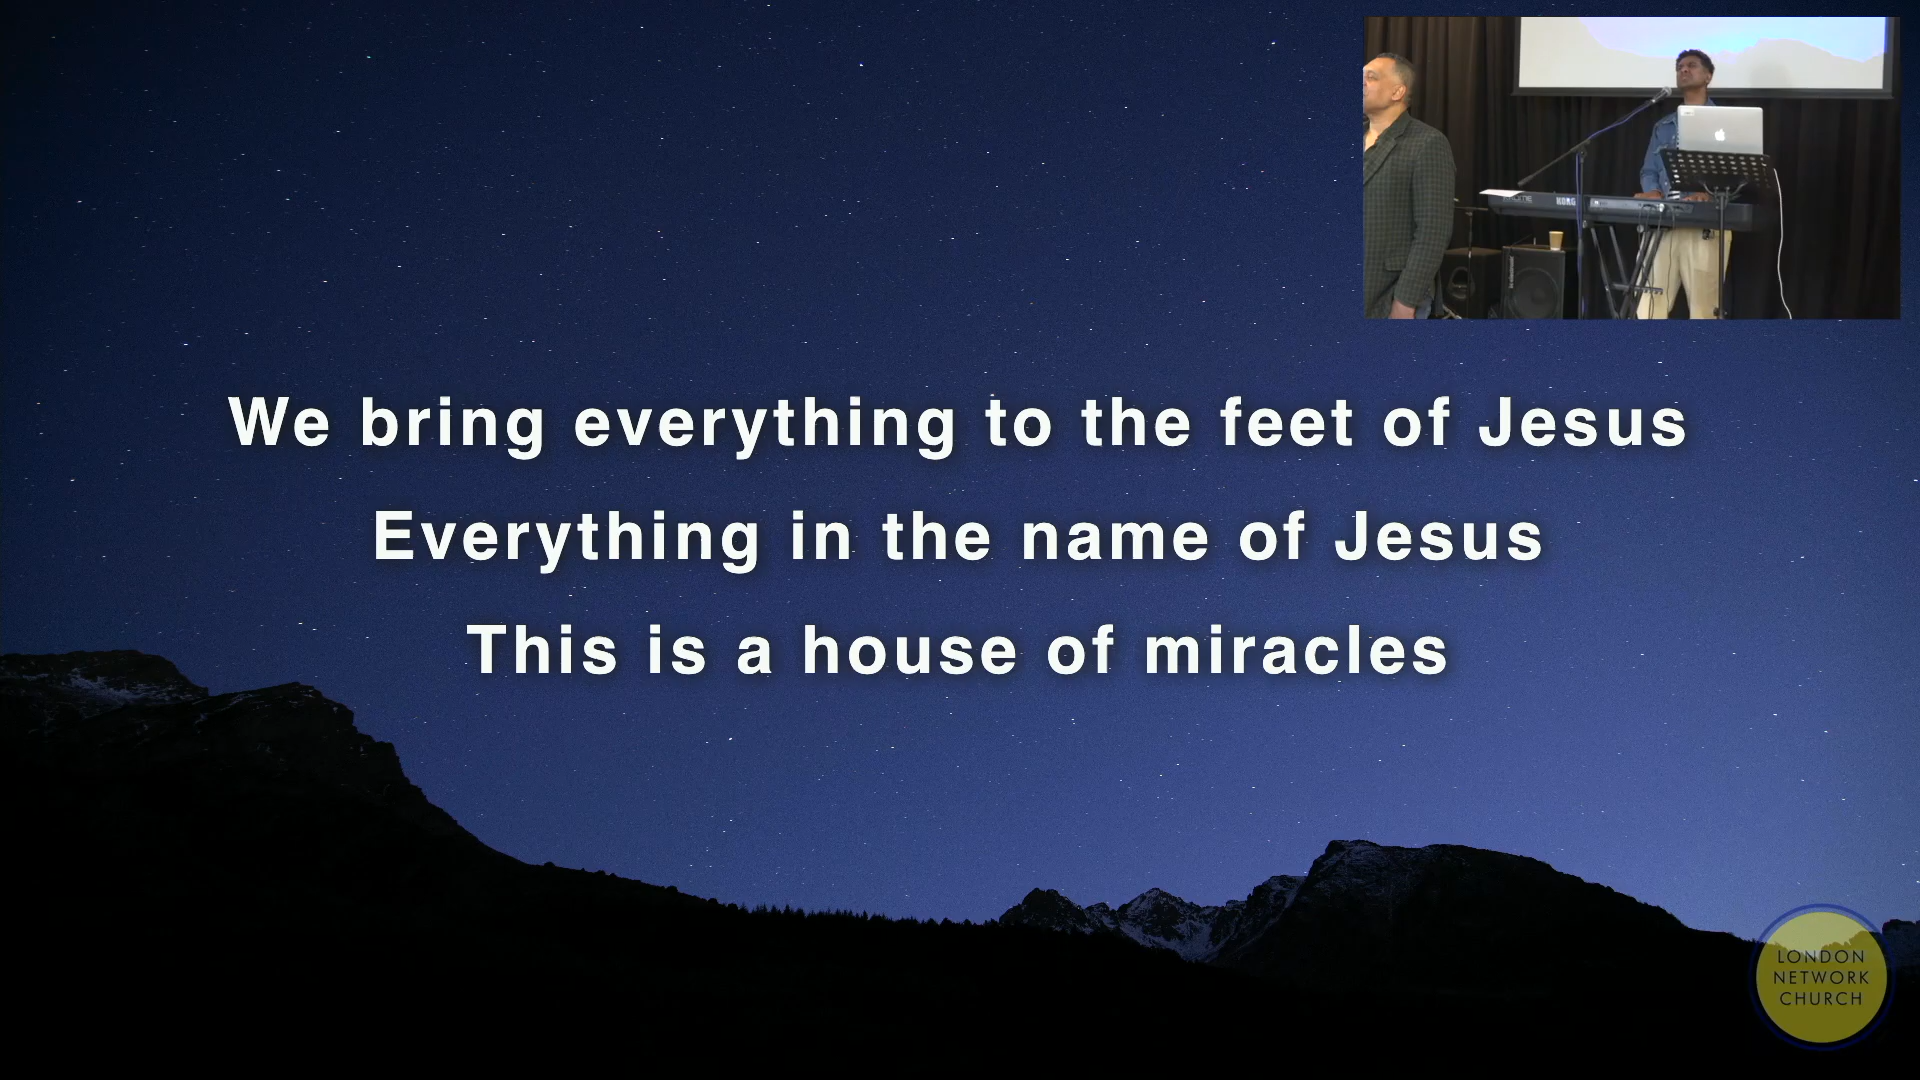 We bring everything to the feet of Jesus
Everything in the name of Jesus
This is a house of miracles
KORG
LONDON
NETWORK
CHURCH